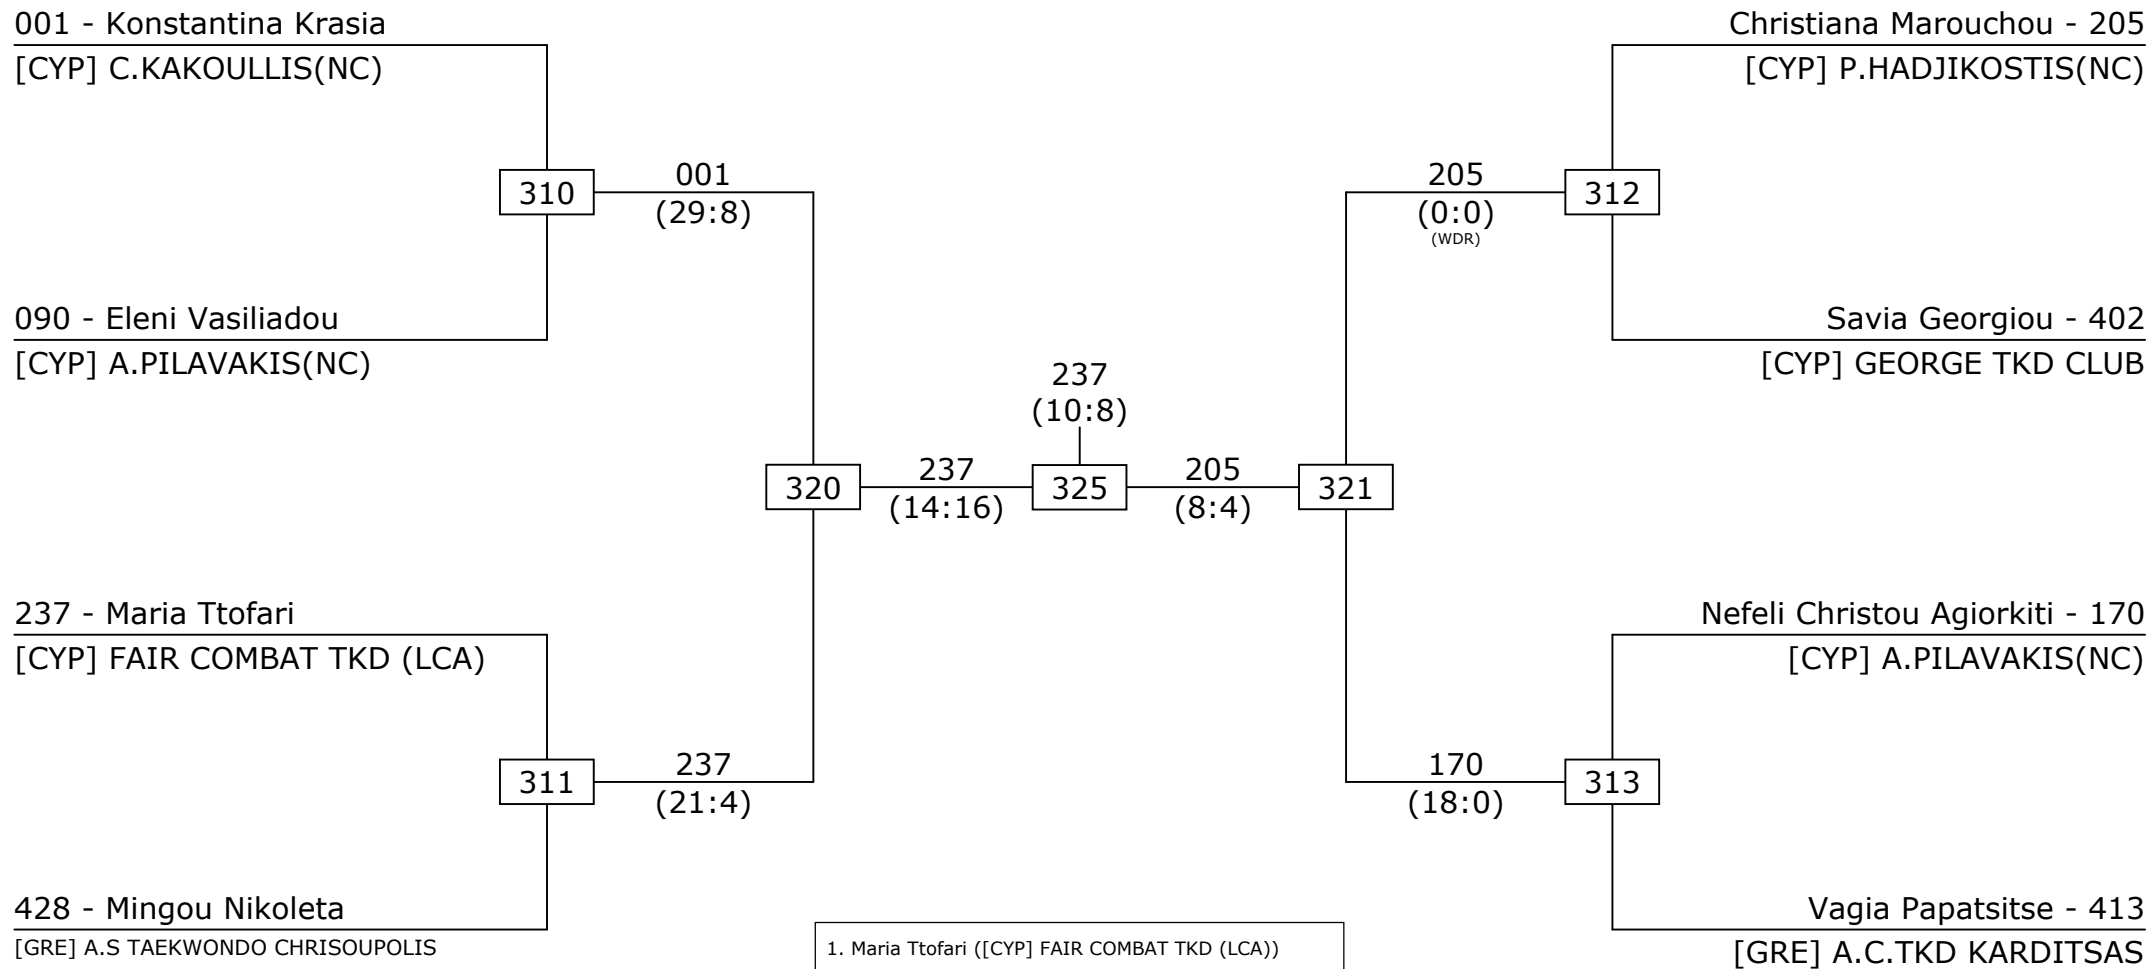 001 - Konstantina Krasia
[CYP] C.KAKOULLIS(NC)
Christiana Marouchou - 205
[CYP] P.HADJIKOSTIS(NC)
310
001
(29:8)
205
(0:0)
(WDR)
312
090 - Eleni Vasiliadou
[CYP] A.PILAVAKIS(NC)
Savia Georgiou - 402
[CYP] GEORGE TKD CLUB
237
(10:8)
320
237
(14:16)
325
205
(8:4)
321
237 - Maria Ttofari
[CYP] FAIR COMBAT TKD (LCA)
Nefeli Christou Agiorkiti - 170
[CYP] A.PILAVAKIS(NC)
311
237
(21:4)
170
(18:0)
313
428 - Mingou Nikoleta
[GRE] A.S TAEKWONDO CHRISOUPOLIS
1. Maria Ttofari ([CYP] FAIR COMBAT TKD (LCA))
Vagia Papatsitse - 413
[GRE] A.C.TKD KARDITSAS